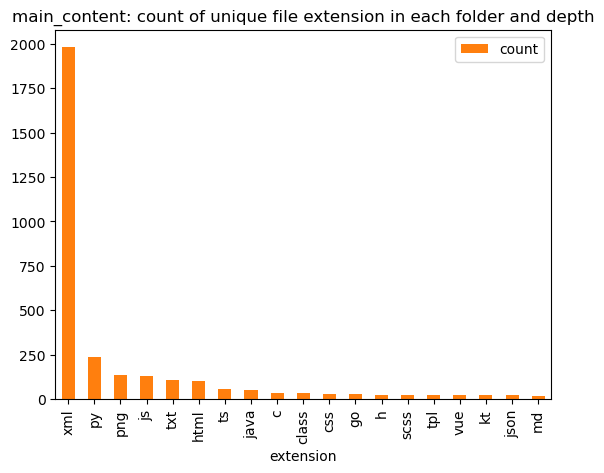 main_content: count of unique file extension in each folder and depth
count
2000
1750
1500
1250
1000
750
500
250
0
xml
py
png
js
txt
html
ts
java
c
class
css
go
h
scss
tpl
vue
kt
json
md
extension